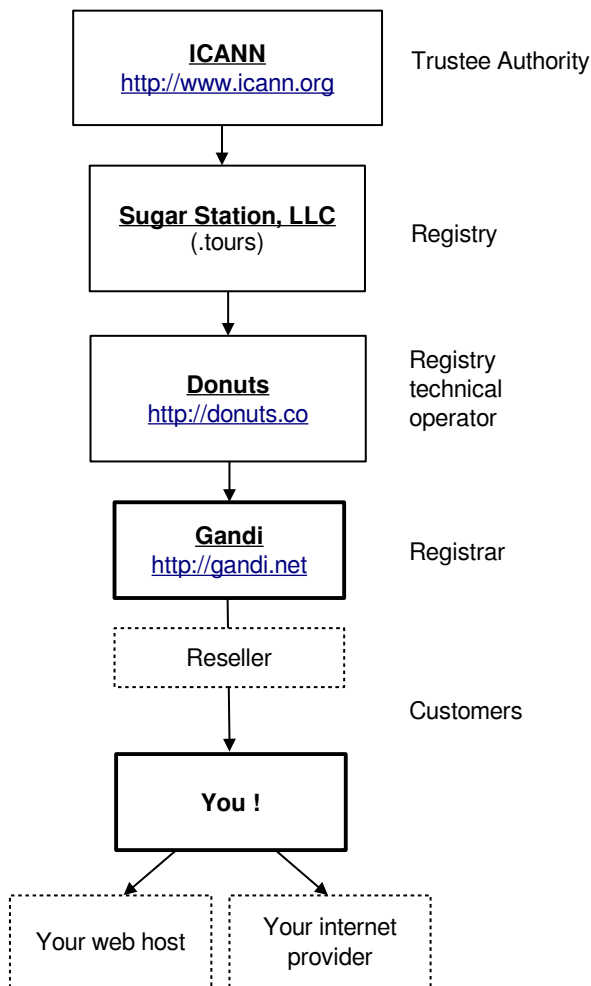 ICANN
http://www.icann.org
Trustee Authority
Sugar Station, LLC
(.tours)
Registry
Donuts
http://donuts.co
Registry
technical
operator
Gandi
http://gandi.net
Registrar
Reseller
Customers
You !
Your web host
Your internet
provider